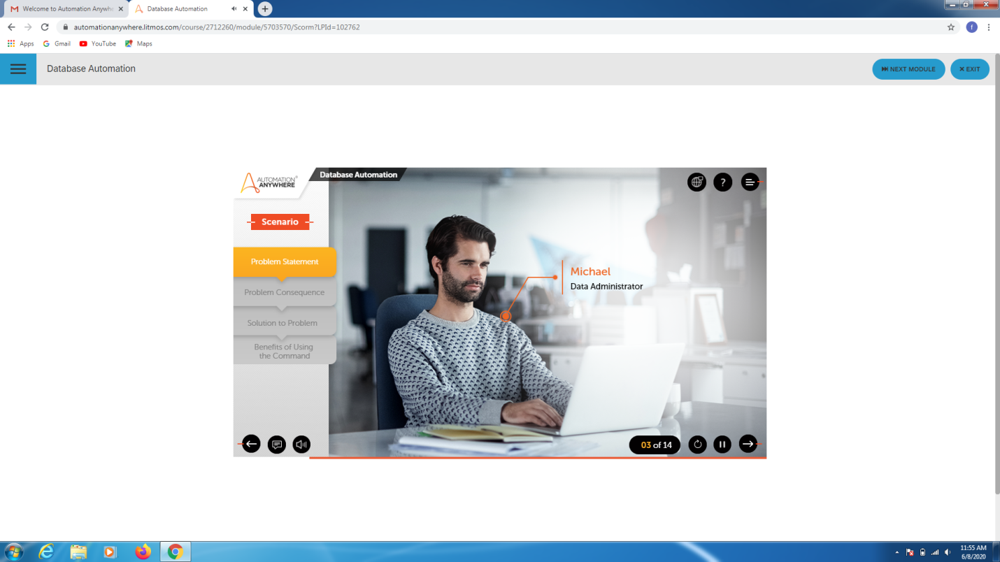 Welcome to Automation Anywhe
Database Automation
automationanywhere.litmos.com/course/2712260/module/5703570/Scorm?LPId=102762
f
Apps
Gmail
YouTube
Maps
Database Automation
NEXT MODULE
× EXIT
AUTOMATION®
ANYWHERE
Database Automation
?
Scenario
Problem Statement
Problem Consequence
Solution to Problem
Benefits of Using
the Command
Michael
Data Administrator
03 of 14
11:55 AM
6/8/2020